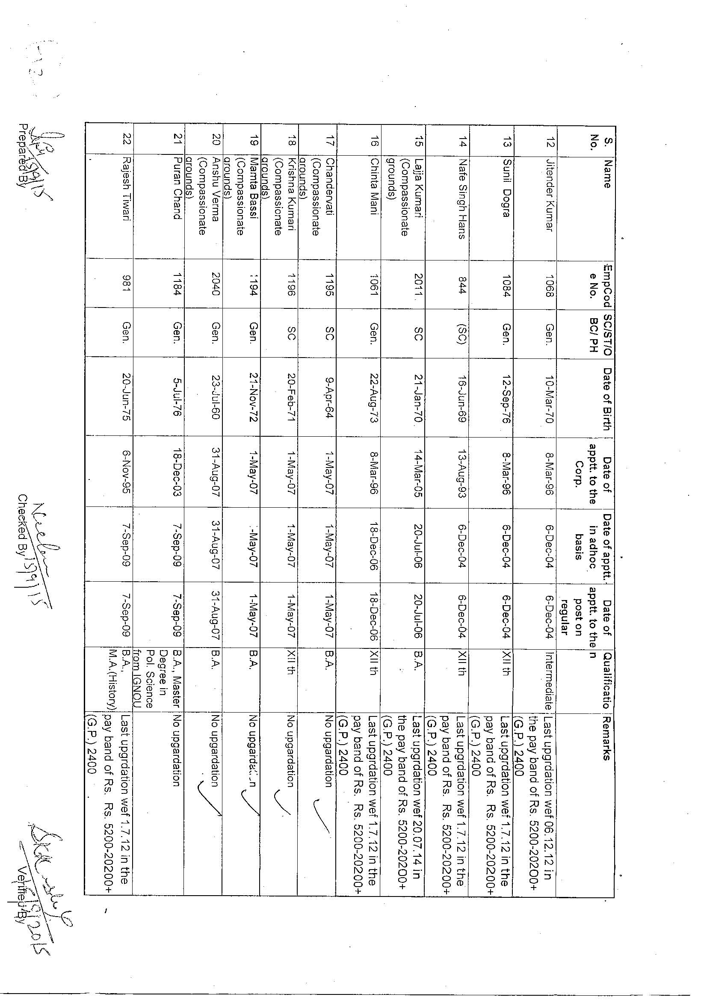 S. No. Name EmpCod e No. SC/ST/O BC/ PH Date of Birth Date of apptt. to the Corp. Date of apptt. in adhoc basis Date of apptt. to the post on regular Qualificatio n Remarks
12 Jitender Kumar 1068 Gen. 10-Mar-70 8-Mar-96 6-Dec-04 6-Dec-04 Intermediate Last upgrdation wef 06.12.12 in
the pay band of Rs. 5200-20200+
(G.P.) 2400
13 Sunil Dogra 1084 Gen. 12-Sep-76 8-Mar-96 6-Dec-04 6-Dec-04 XII th Last upgrdation wef 1.7.12 in the
pay band of Rs. Rs. 5200-20200+
(G.P.) 2400
14 Nafe Singh Hans 844 (SC) 16-Jun-69 13-Aug-93 6-Dec-04 6-Dec-04 XII th Last upgrdation wef 1.7.12 in the
pay band of Rs. Rs. 5200-20200+
(G.P.) 2400
15 Lajja Kumari 2011 SC 21-Jan-70 14-Mar-05 20-Jul-06 20-Jul-06 B.A. Last upgrdation wef 20.07.14 in
(Compassionate the pay band of Rs. 5200-20200+
grounds) (G.P.) 2400
16 Chinta Mani 1061 Gen. 22-Aug-73 8-Mar-96 18-Dec-06 18-Dec-06 XII th Last upgrdation wef 1.7.12 in the
pay band of Rs. Rs. 5200-20200+
(G.P.) 2400
17 Chandervati 1195 SC 9-Apr-64 1-May-07 1-May-07 1-May-07 B.A. No upgardation
(Compassionate
grounds)
18 Krishna Kumari 1196 SC 20-Feb-71 1-May-07 1-May-07 1-May-07 XII th No upgardation
(Compassionate
grounds)
19 Mamta Bassi 1194 Gen. 21-Nov-72 1-May-07 1-May-07 1-May-07 B.A. No
(Compassionate
grounds)
20 Anshu Verma 2040 Gen. 23-Jul-60 31-Aug-07 31-Aug-07 31-Aug-07 B.A. No upgardation
(Compassionate
grounds)
21 Puran Chand 1184 Gen. 5-Jul-76 18-Dec-03 7-Sep-09 7-Sep-09 B.A., Master No upgardation
Degree in
Pol. Science
from IGNOU
22 Rajesh Tiwari 981 Gen. 20-Jun-75 6-Nov-95 7-Sep-09 7-Sep-09 B.A., Last upgrdation wef 1.7.12 in the
M.A.(History) pay band of Rs. Rs. 5200-20200+
(G.P.) 2400
15/9/15 Neelam 15/9/15 15/9/2015
Prepared By Checked By Verified By